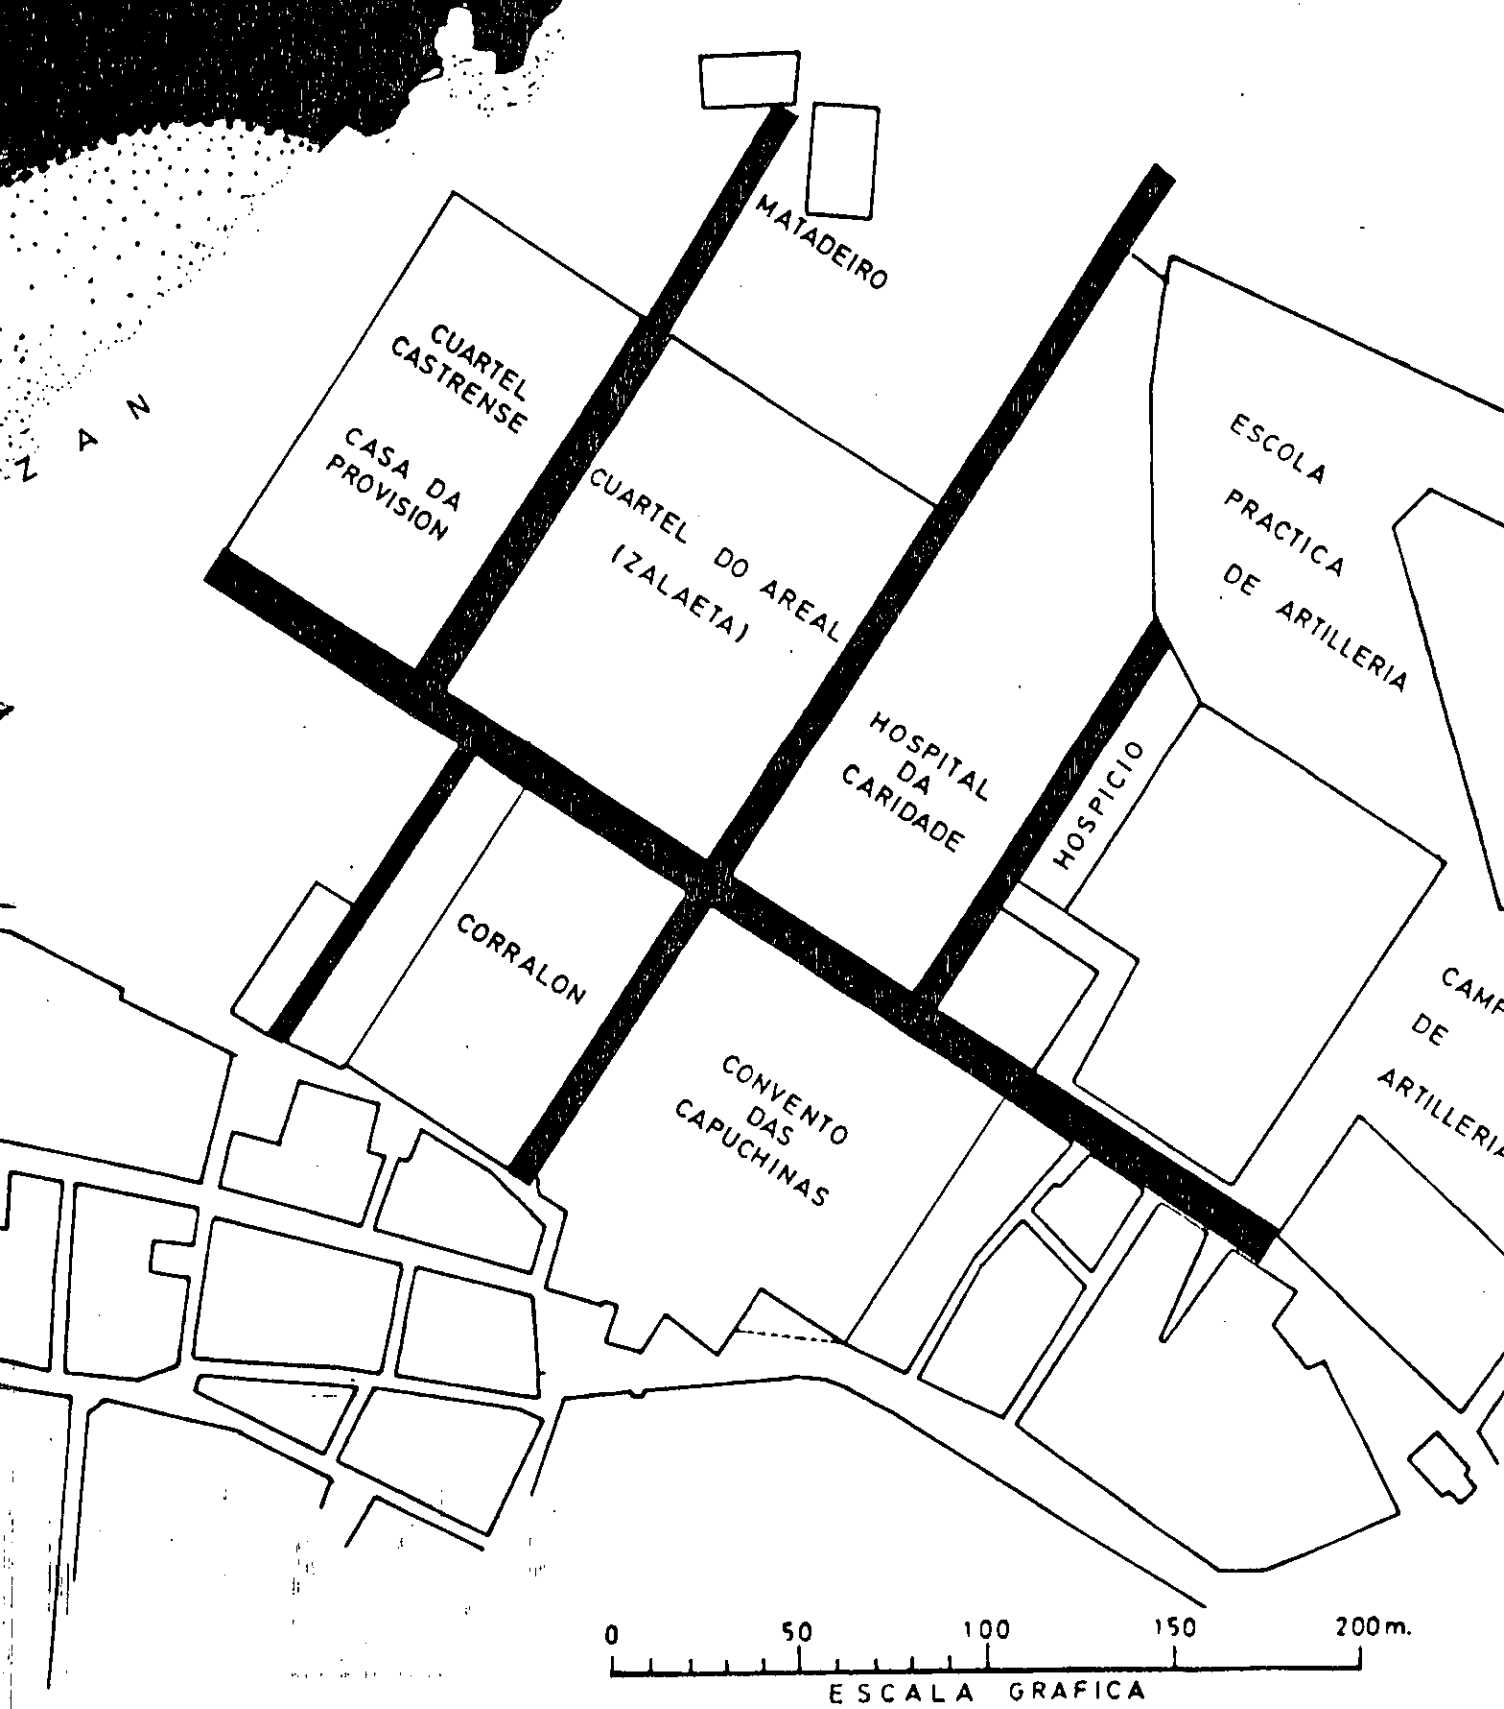 MATADEIRO
CUARTEL
CASTRENSE
CASA DA
PROVISION
Z A N
CUARTEL DO AREAL
(ZALAETA)
ESCOLA
PRACTICA
DE ARTILLERIA
HOSPITAL
DA
CARIDADE
HOSPICIO
CORRALON
CONVENTO
DAS
CAPUCHINAS
CAMP
DE
ARTILLERIA
0 50 100 150 200 m.
ESCALA GRAFICA